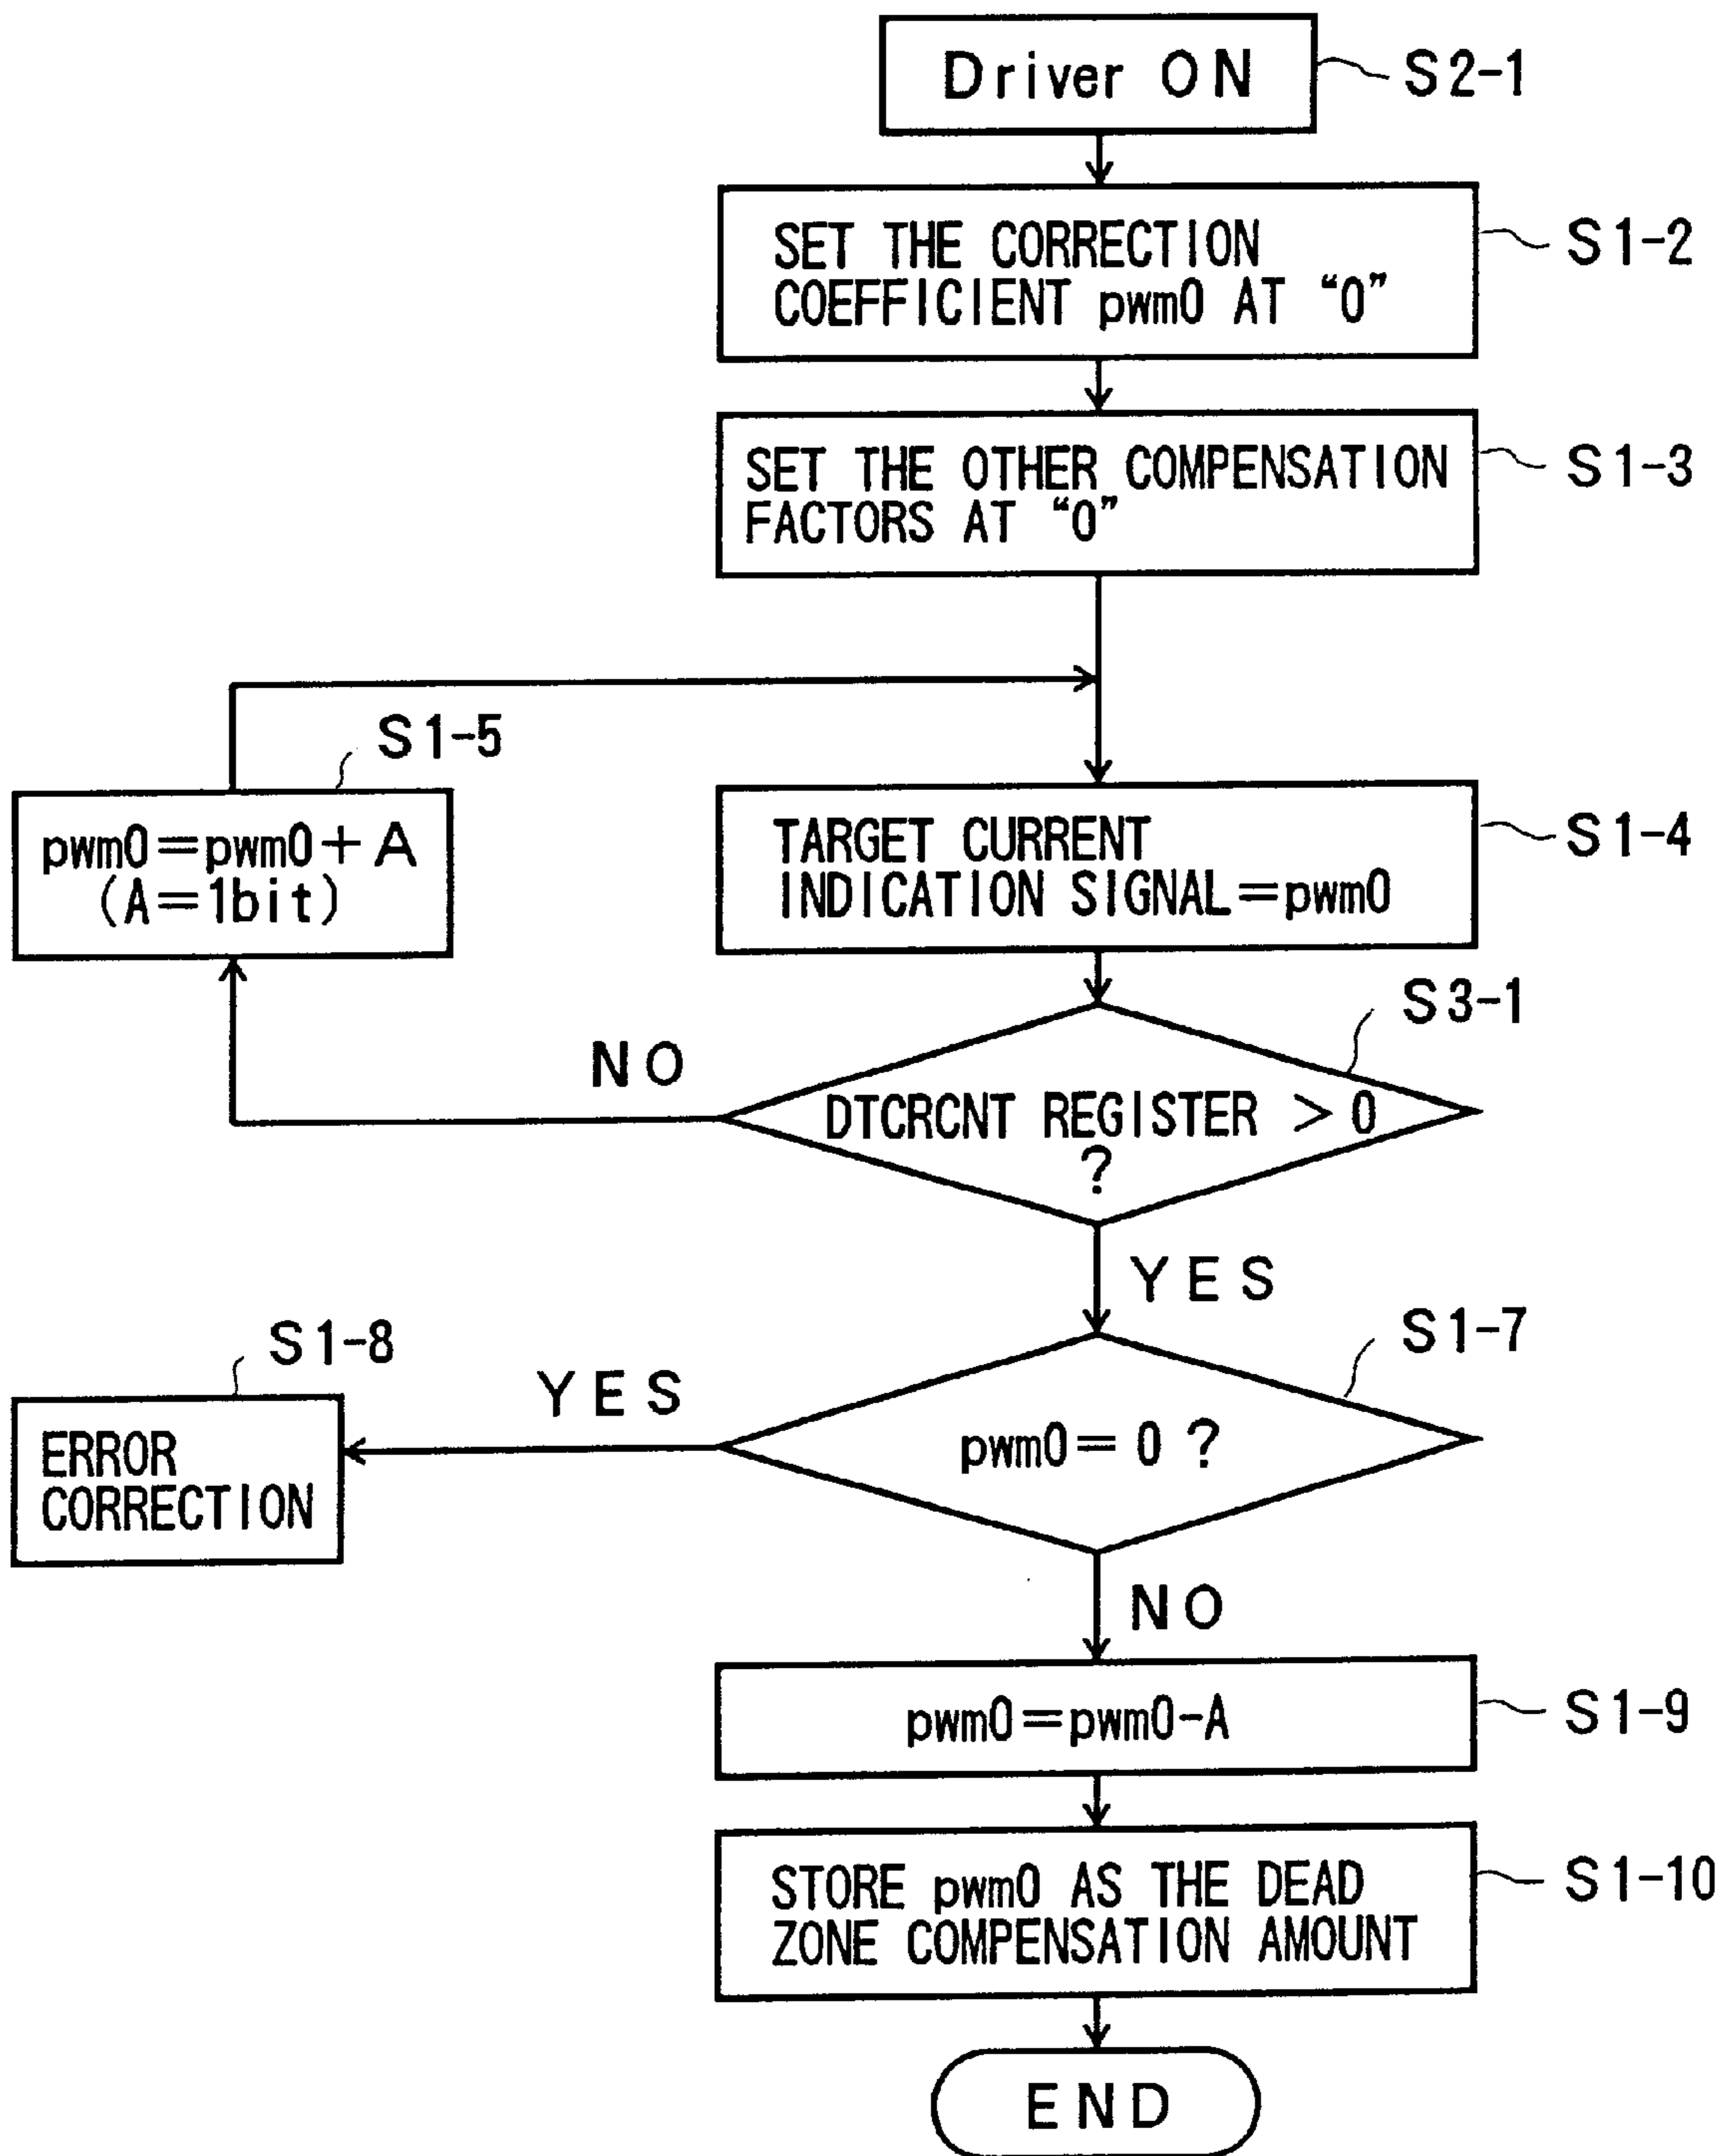 Driver ON
S2-1
SET THE CORRECTION
COEFFICIENT pwm0 AT “0”
S1-2
SET THE OTHER COMPENSATION
FACTORS AT “0”
S1-3
S1-5
pwm0=pwm0+A
(A=1bit)
TARGET CURRENT
INDICATION SIGNAL=pwm0
S1-4
S3-1
NO
DTCRCNT REGISTER > 0
?
YES
S1-7
S1-8
YES
ERROR
CORRECTION
pwm0= 0 ?
NO
pwm0=pwm0-A
S1-9
STORE pwm0 AS THE DEAD
ZONE COMPENSATION AMOUNT
S1-10
END